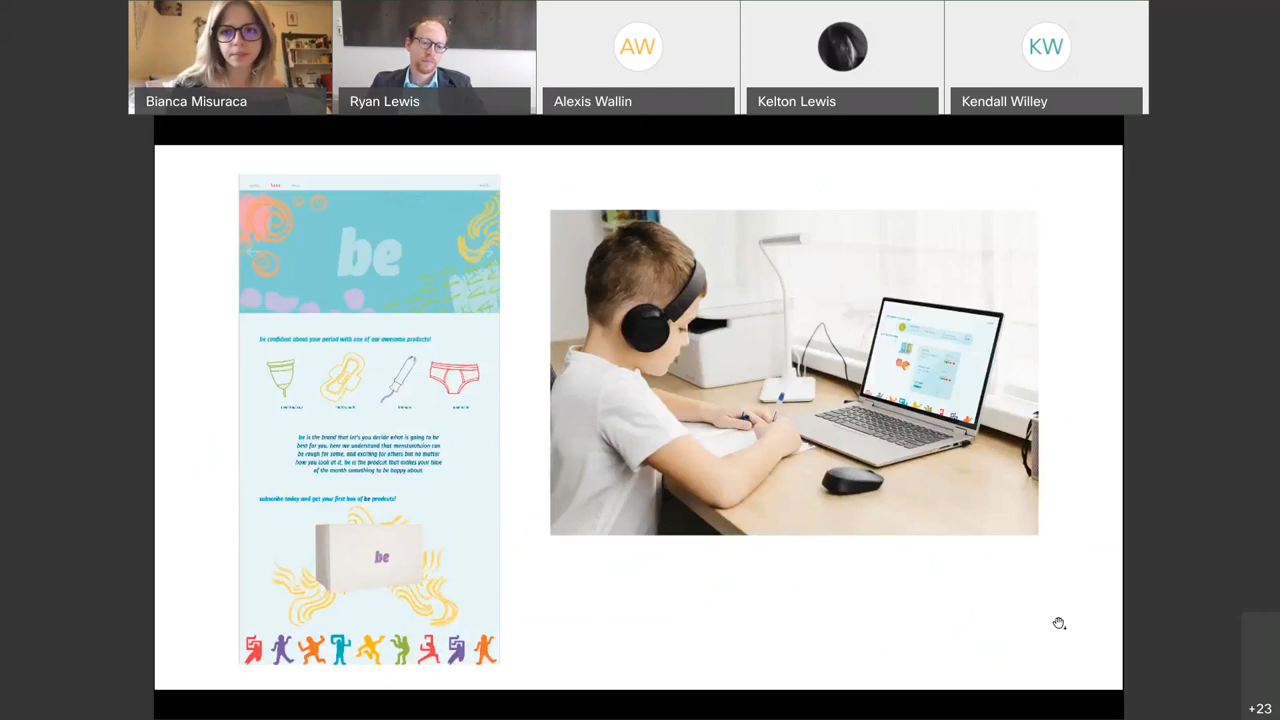 AW
KW
Bianca Misuraca
Ryan Lewis
Alexis Wallin
Kelton Lewis
Kendall Willey
be
be confident about your period with one of our awesome products!
be is the brand that let's you decide what is going to be
best for you. here we understand that menstratuion can
be rough for some, and exciting for others but no matter
how you look at it, be is the prodcut that makes your time
of the month something to be happy about.
subscribe today and get your first box of be prodcuts!
be
+23